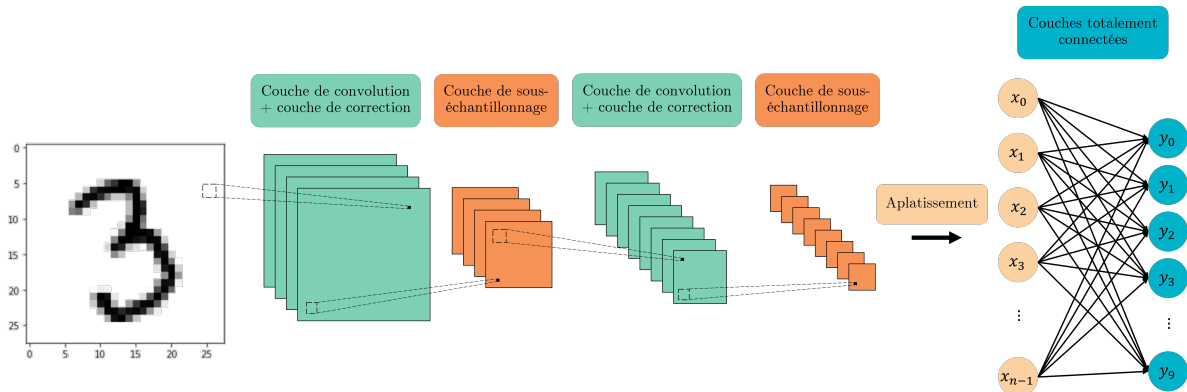 Couches totalement
connectées
Couche de convolution
+ couche de correction
Couche de sous-
échantillonnage
Couche de convolution
+ couche de correction
Couche de sous-
échantillonnage
0
5
10
15
20
25
0 5 10 15 20 25
Aplatissement
x₀
x₁
x₂
x₃
...
xₙ₋₁
y₀
y₁
y₂
y₃
...
y₉